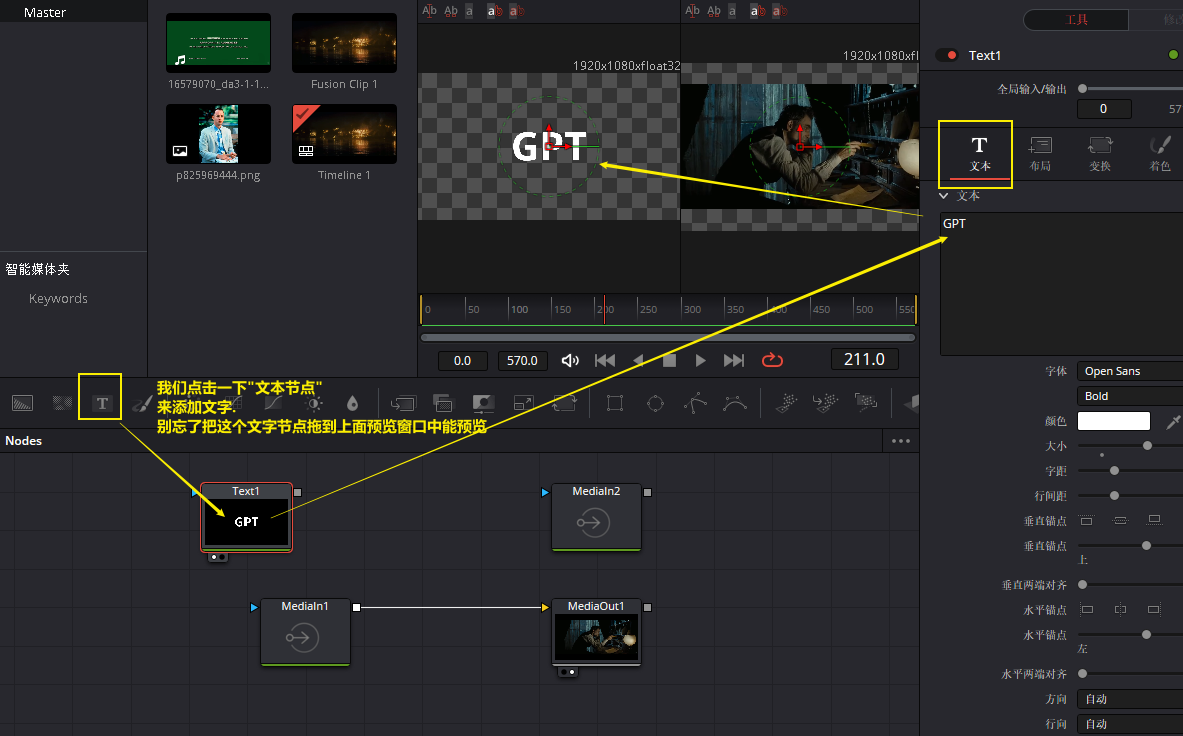 Master
16579070_da3-1-1...
Fusion Clip 1
p825969444.png
Timeline 1
智能媒体夹
Keywords
Ab Ab a ab ab
Ab Ab a ab ab
1920x1080xfloat32
1920x1080xfl
GPT
0 50 100 150 200 250 300 350 400 450 500 550
0.0
570.0
211.0
T
我们点击一下"文本节点"
来添加文字.
别忘了把这个文字节点拖到上面预览窗口中能预览
Nodes
Text1
GPT
MediaIn2
MediaIn1
MediaOut1
工具
Text1
全局输入/输出
0
57
T
文本
布局
变换
着色
文本
GPT
字体
Open Sans
Bold
颜色
大小
字距
行间距
垂直锚点
垂直锚点
上
垂直两端对齐
水平锚点
水平锚点
左
水平两端对齐
方向
自动
行向
自动